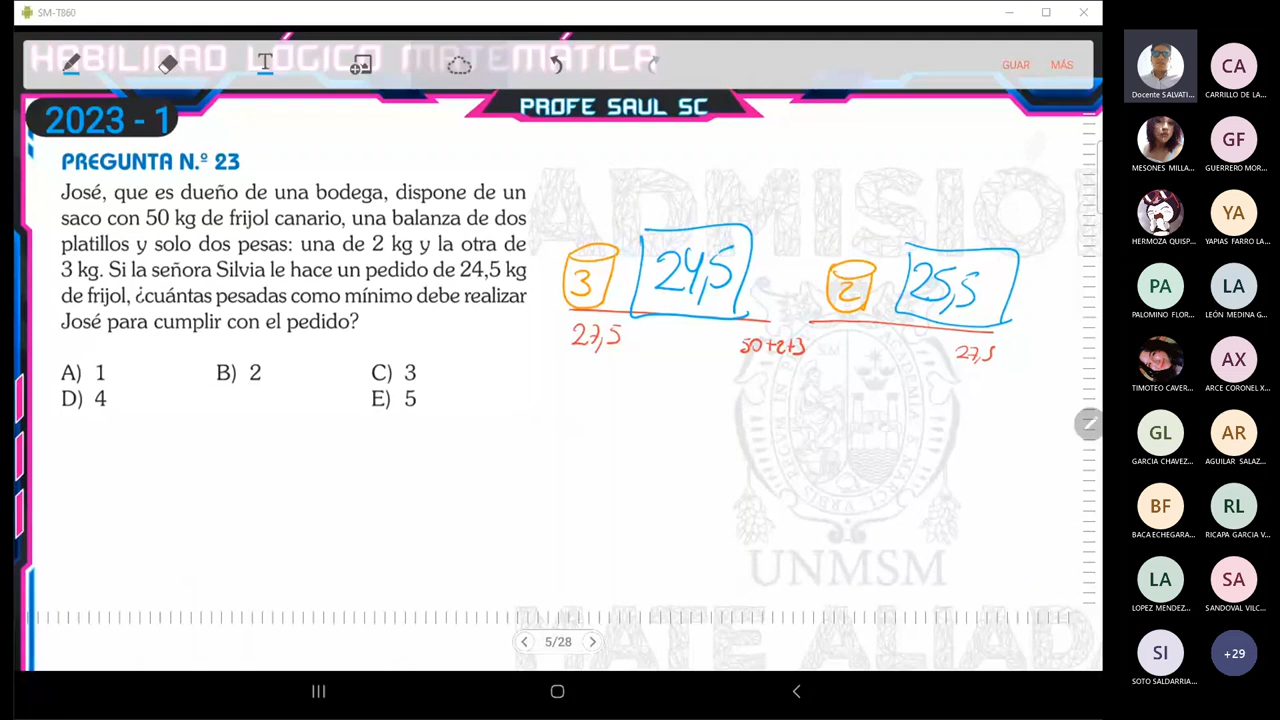 SM-T860
HABILIDAD LÓGICO MATEMÁTICA
T
GUAR MÁS
PROFE SAUL SC
2023 - 1
PREGUNTA N.º 23
José, que es dueño de una bodega, dispone de un
saco con 50 kg de frijol canario, una balanza de dos
platillos y solo dos pesas: una de 2 kg y la otra de
3 kg. Si la señora Silvia le hace un pedido de 24,5 kg
de frijol, ¿cuántas pesadas como mínimo debe realizar
José para cumplir con el pedido?
A) 1 B) 2 C) 3
D) 4 E) 5
3 24,5 2 25,5
27,5 50+2+3 27,5
ADMISION
UNMSM
MATE ALIAD
5/28
Docente SALVATI...
CA
CARRILLO DE LA...
MESONES MILLA...
GF
GUERRERO MOR...
HERMOZA QUISP...
YA
YAPIAS FARRO LA...
PA
PALOMINO FLOR...
LA
LEÓN MEDINA G...
TIMOTEO CAVER...
AX
ARCE CORONEL X...
GL
GARCIA CHAVEZ...
AR
AGUILAR SALAZ...
BF
BACA ECHEGARA...
RL
RICAPA GARCIA V...
LA
LOPEZ MENDEZ...
SA
SANDOVAL VILC...
SI
SOTO SALDARRIA...
+29